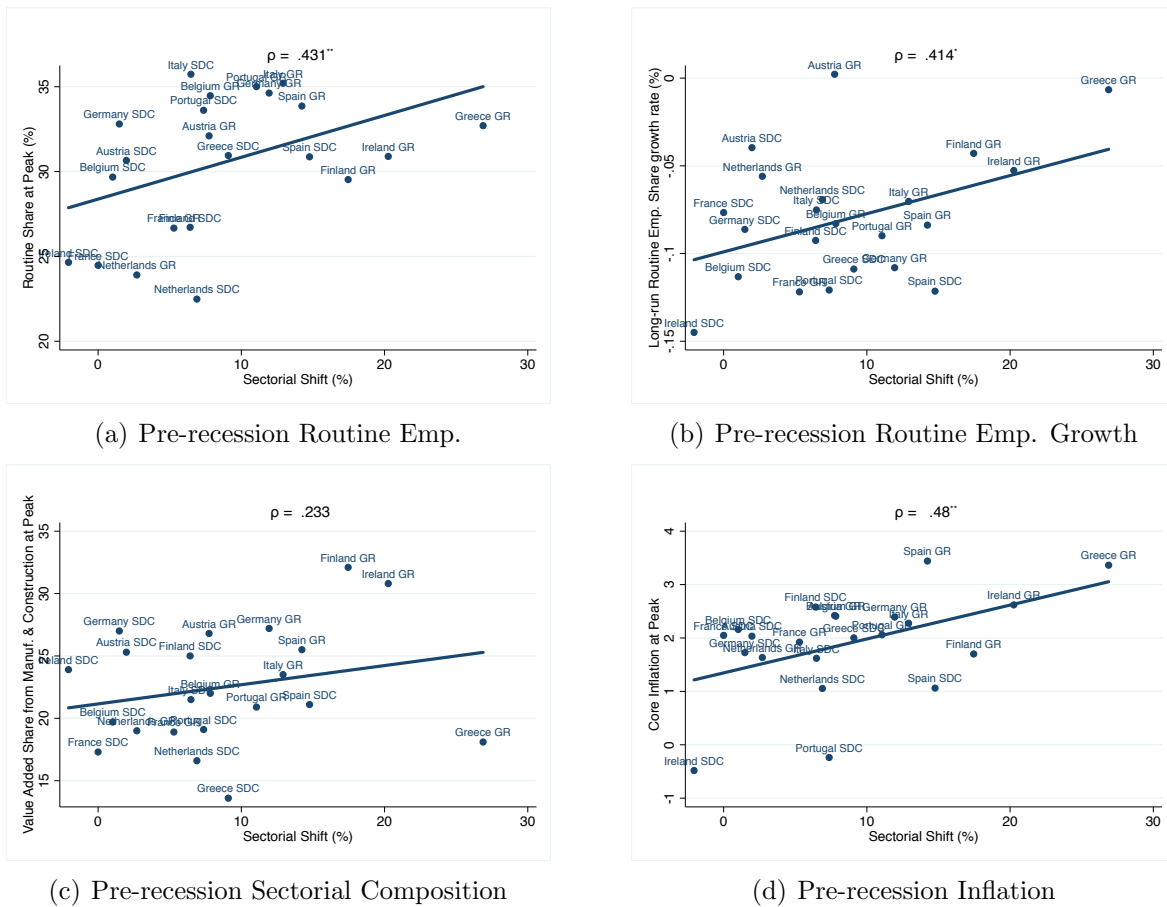 ρ = .431**
Routine Share at Peak (%)
35
30
25
20
Italy SDC
Portugal GR
Italy GR
Belgium GR
Germany GR
Portugal SDC
Spain GR
Germany SDC
Greece GR
Austria GR
Austria SDC
Greece SDC
Spain SDC
Ireland GR
Belgium SDC
Finland GR
France GR
Finland SDC
Ireland SDC
France SDC
Netherlands GR
Netherlands SDC
0 10 20 30
Sectorial Shift (%)
(a) Pre-recession Routine Emp.
ρ = .414*
Long-run Routine Emp. Share growth rate (%)
0
-.05
-.1
-.15
Austria GR
Greece GR
Austria SDC
Finland GR
Netherlands GR
Ireland GR
Netherlands SDC
France SDC
Italy SDC
Italy GR
Germany SDC
Belgium GR
Spain GR
Finland SDC
Portugal GR
Belgium SDC
Greece SDC
Germany GR
France GR
Portugal SDC
Spain SDC
Ireland SDC
0 10 20 30
Sectorial Shift (%)
(b) Pre-recession Routine Emp. Growth
ρ = .233
Value Added Share from Manuf. & Construction at Peak
35
30
25
20
15
Finland GR
Ireland GR
Germany SDC
Austria GR
Germany GR
Austria SDC
Finland SDC
Spain GR
Ireland SDC
Italy GR
Belgium GR
Italy SDC
Portugal GR
Spain SDC
Belgium SDC
Netherlands GR
France GR
Portugal SDC
France SDC
Netherlands SDC
Greece GR
Greece SDC
0 10 20 30
Sectorial Shift (%)
(c) Pre-recession Sectorial Composition
ρ = .48**
Core Inflation at Peak
4
3
2
1
0
-1
Spain GR
Greece GR
Ireland GR
Finland SDC
Belgium GR
Austria GR
Germany GR
Italy GR
Belgium SDC
France SDC
Austria SDC
France GR
Greece SDC
Portugal GR
Germany SDC
Netherlands GR
Italy SDC
Finland GR
Netherlands SDC
Spain SDC
Portugal SDC
Ireland SDC
0 10 20 30
Sectorial Shift (%)
(d) Pre-recession Inflation